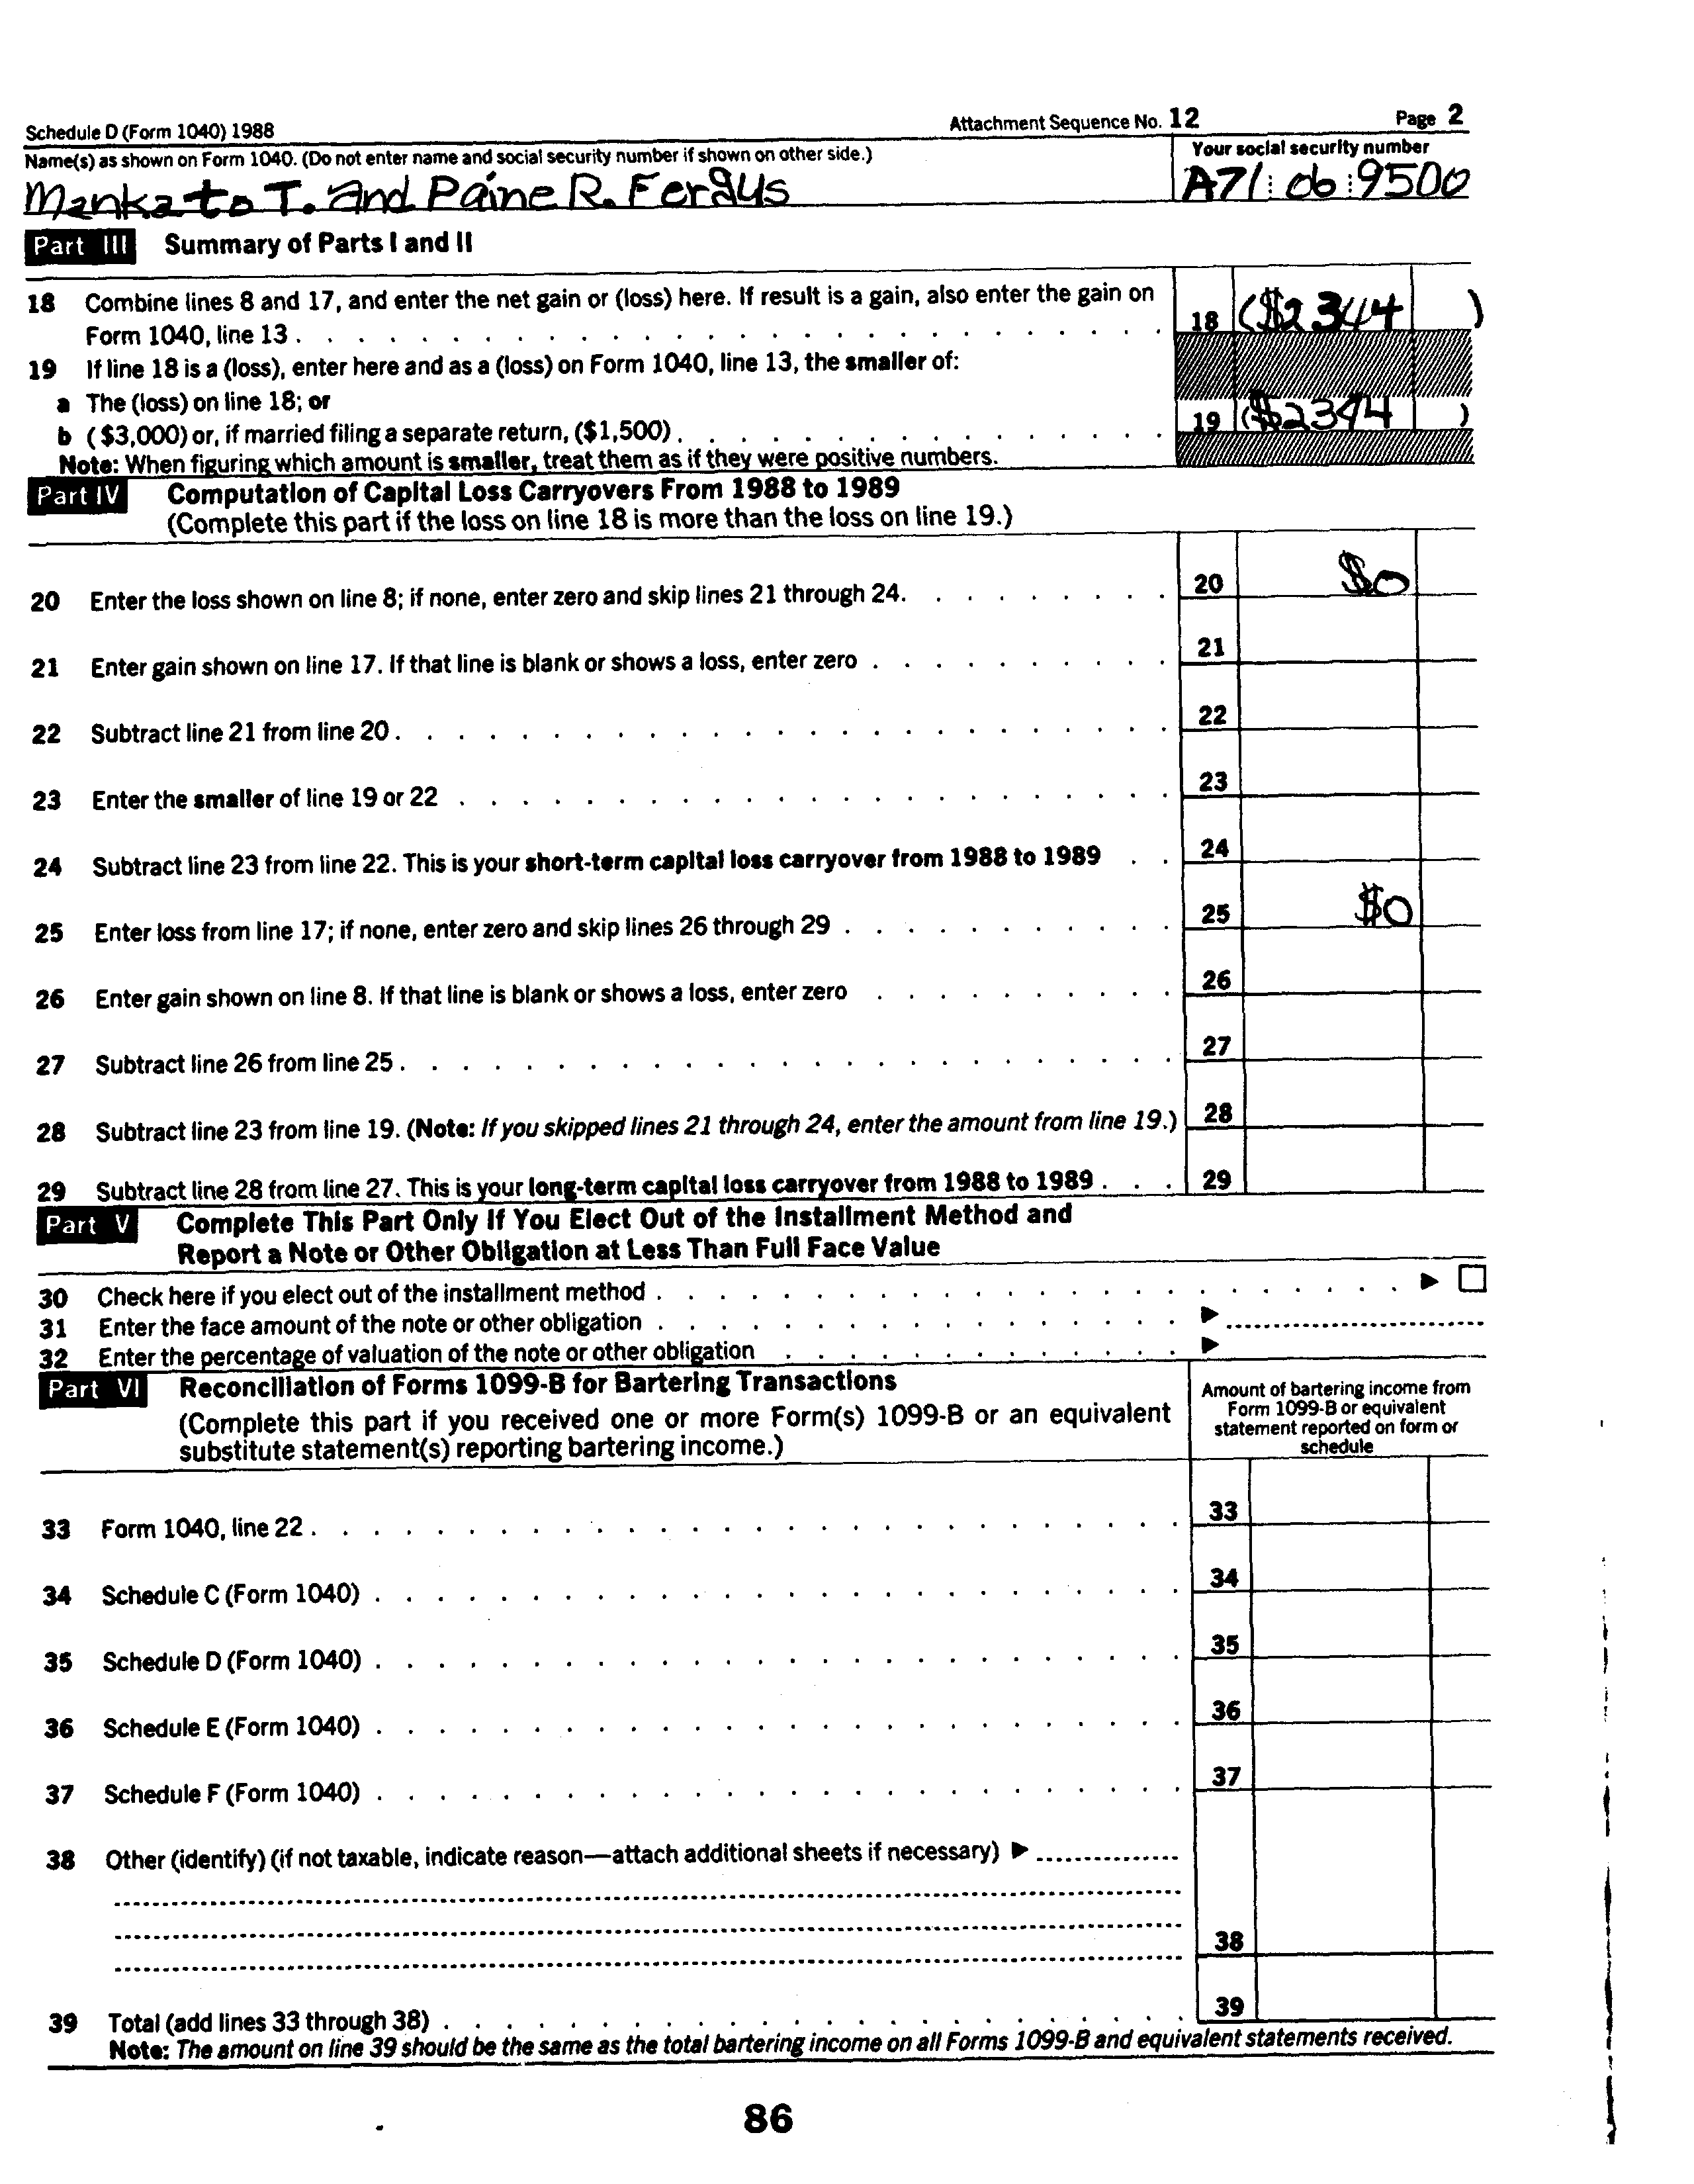 Schedule D (Form 1040) 1988 Attachment Sequence No. 12 Page 2
Name(s) as shown on Form 1040. (Do not enter name and social security number if shown on other side.) Your social security number
Mankato T. and Paine R. Fergus A71 06 9500
Part III Summary of Parts I and II
18 Combine lines 8 and 17, and enter the net gain or (loss) here. If result is a gain, also enter the gain on
Form 1040, line 13 . . . 18 ($2344 )
19 If line 18 is a (loss), enter here and as a (loss) on Form 1040, line 13, the smaller of:
a The (loss) on line 18; or
b ($3,000) or, if married filing a separate return, ($1,500) . . . 19 ($2344 )
Note: When figuring which amount is smaller, treat them as if they were positive numbers.
Part IV Computation of Capital Loss Carryovers From 1988 to 1989
(Complete this part if the loss on line 18 is more than the loss on line 19.)
20 Enter the loss shown on line 8; if none, enter zero and skip lines 21 through 24. . . . 20 $0
21 Enter gain shown on line 17. If that line is blank or shows a loss, enter zero . . . 21
22 Subtract line 21 from line 20 . . . 22
23 Enter the smaller of line 19 or 22 . . . 23
24 Subtract line 23 from line 22. This is your short-term capital loss carryover from 1988 to 1989 . . 24
25 Enter loss from line 17; if none, enter zero and skip lines 26 through 29 . . . 25 $0
26 Enter gain shown on line 8. If that line is blank or shows a loss, enter zero . . . 26
27 Subtract line 26 from line 25 . . . 27
28 Subtract line 23 from line 19. (Note: If you skipped lines 21 through 24, enter the amount from line 19.) 28
29 Subtract line 28 from line 27. This is your long-term capital loss carryover from 1988 to 1989 . . . 29
Part V Complete This Part Only If You Elect Out of the Installment Method and
Report a Note or Other Obligation at Less Than Full Face Value
30 Check here if you elect out of the installment method . . . ▶ ☐
31 Enter the face amount of the note or other obligation . . . ▶
32 Enter the percentage of valuation of the note or other obligation . . . ▶
Part VI Reconciliation of Forms 1099-B for Bartering Transactions
(Complete this part if you received one or more Form(s) 1099-B or an equivalent
substitute statement(s) reporting bartering income.)
Amount of bartering income from
Form 1099-B or equivalent
statement reported on form or
schedule
33 Form 1040, line 22 . . . 33
34 Schedule C (Form 1040) . . . 34
35 Schedule D (Form 1040) . . . 35
36 Schedule E (Form 1040) . . . 36
37 Schedule F (Form 1040) . . . 37
38 Other (identify) (if not taxable, indicate reason—attach additional sheets if necessary) ▶
38
39 Total (add lines 33 through 38) . . . 39
Note: The amount on line 39 should be the same as the total bartering income on all Forms 1099-B and equivalent statements received.
86